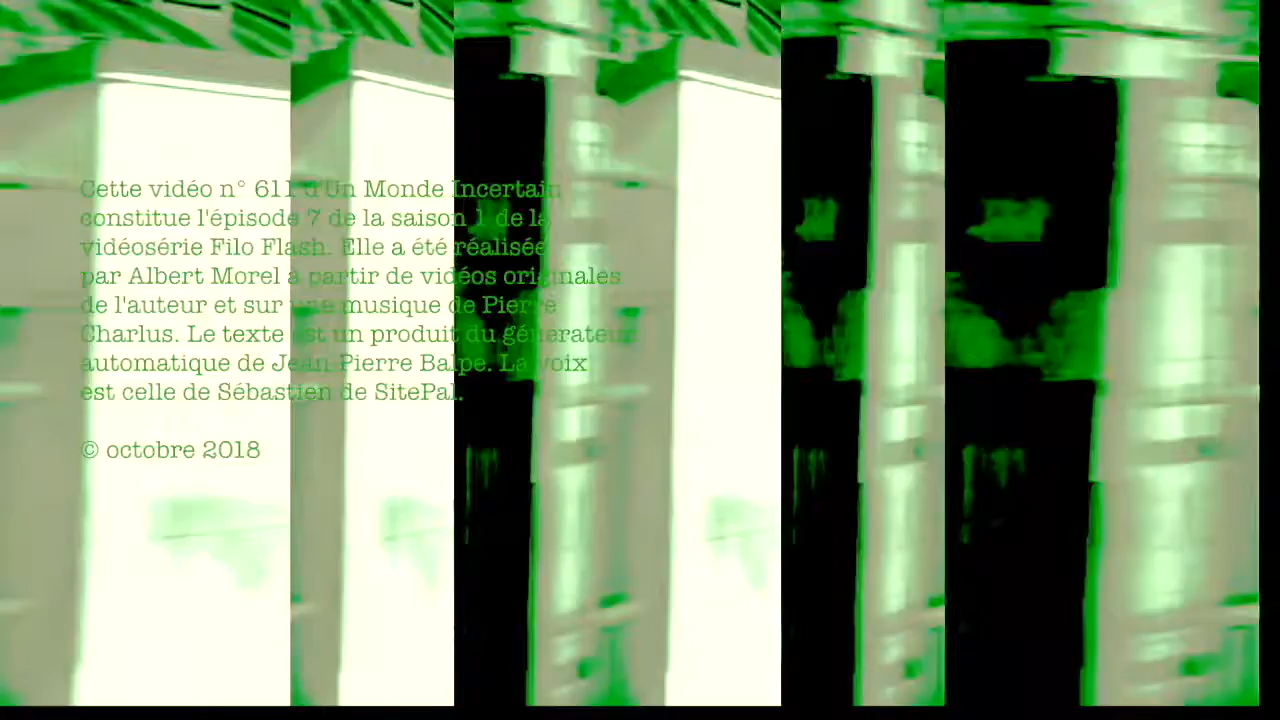 Cette vidéo n° 611 d'Un Monde Incertain
constitue l'épisode 7 de la saison 1 de la
vidéosérie Filo Flash. Elle a été réalisée
par Albert Morel à partir de vidéos originales
de l'auteur et sur une musique de Pierre
Charlus. Le texte est un produit du générateur
automatique de Jean-Pierre Balpe. La voix
est celle de Sébastien de SitePal.
© octobre 2018